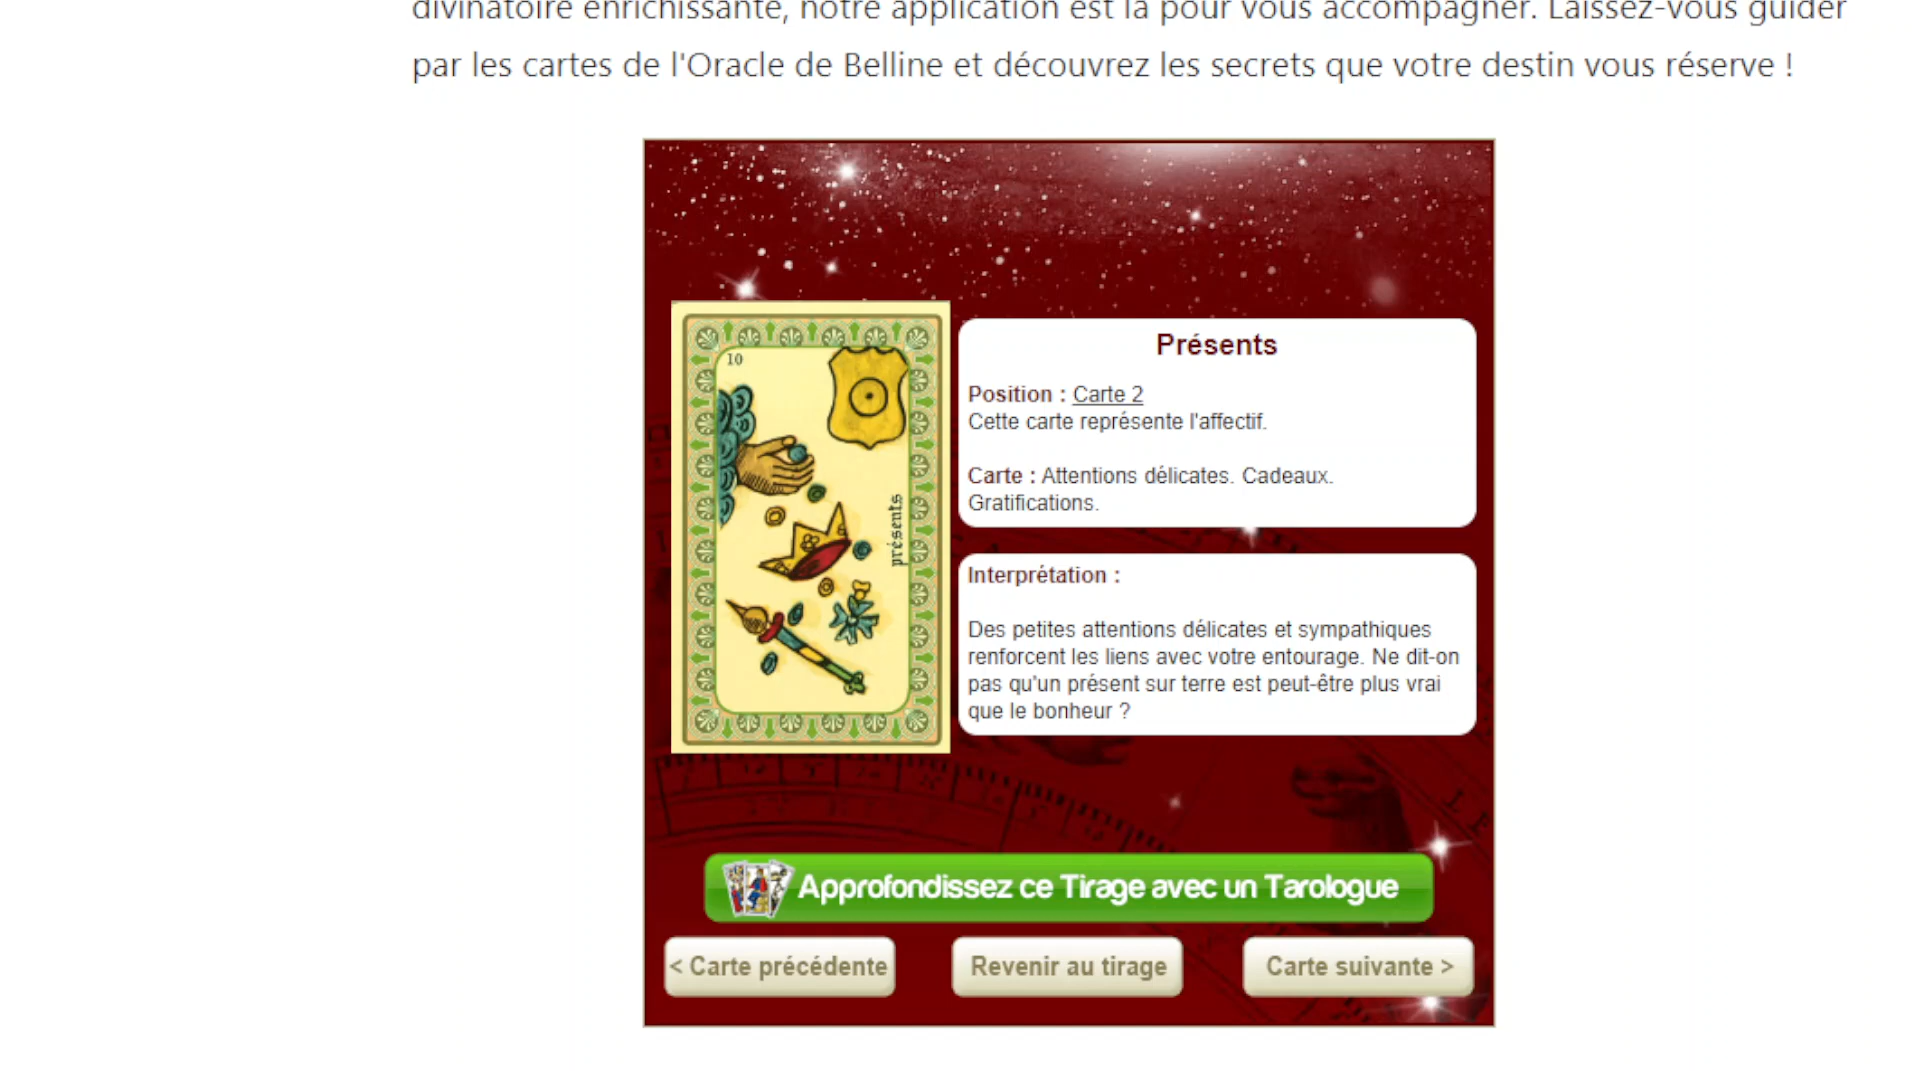 divinatoire enrichissante, notre application est là pour vous accompagner. Laissez-vous guider
par les cartes de l'Oracle de Belline et découvrez les secrets que votre destin vous réserve !
10
présents
Présents
Position : Carte 2
Cette carte représente l'affectif.
Carte : Attentions délicates. Cadeaux.
Gratifications.
Interprétation :
Des petites attentions délicates et sympathiques
renforcent les liens avec votre entourage. Ne dit-on
pas qu'un présent sur terre est peut-être plus vrai
que le bonheur ?
Approfondissez ce Tirage avec un Tarologue
< Carte précédente
Revenir au tirage
Carte suivante >